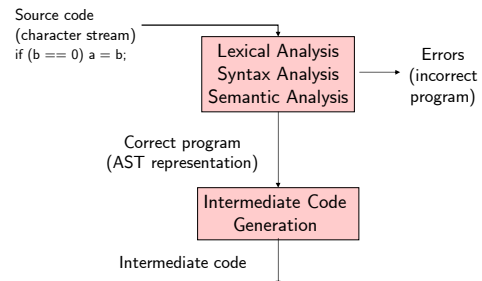 Source code
(character stream)
if (b == 0) a = b;
Lexical Analysis
Syntax Analysis
Semantic Analysis
Errors
(incorrect
program)
Correct program
(AST representation)
Intermediate Code
Generation
Intermediate code